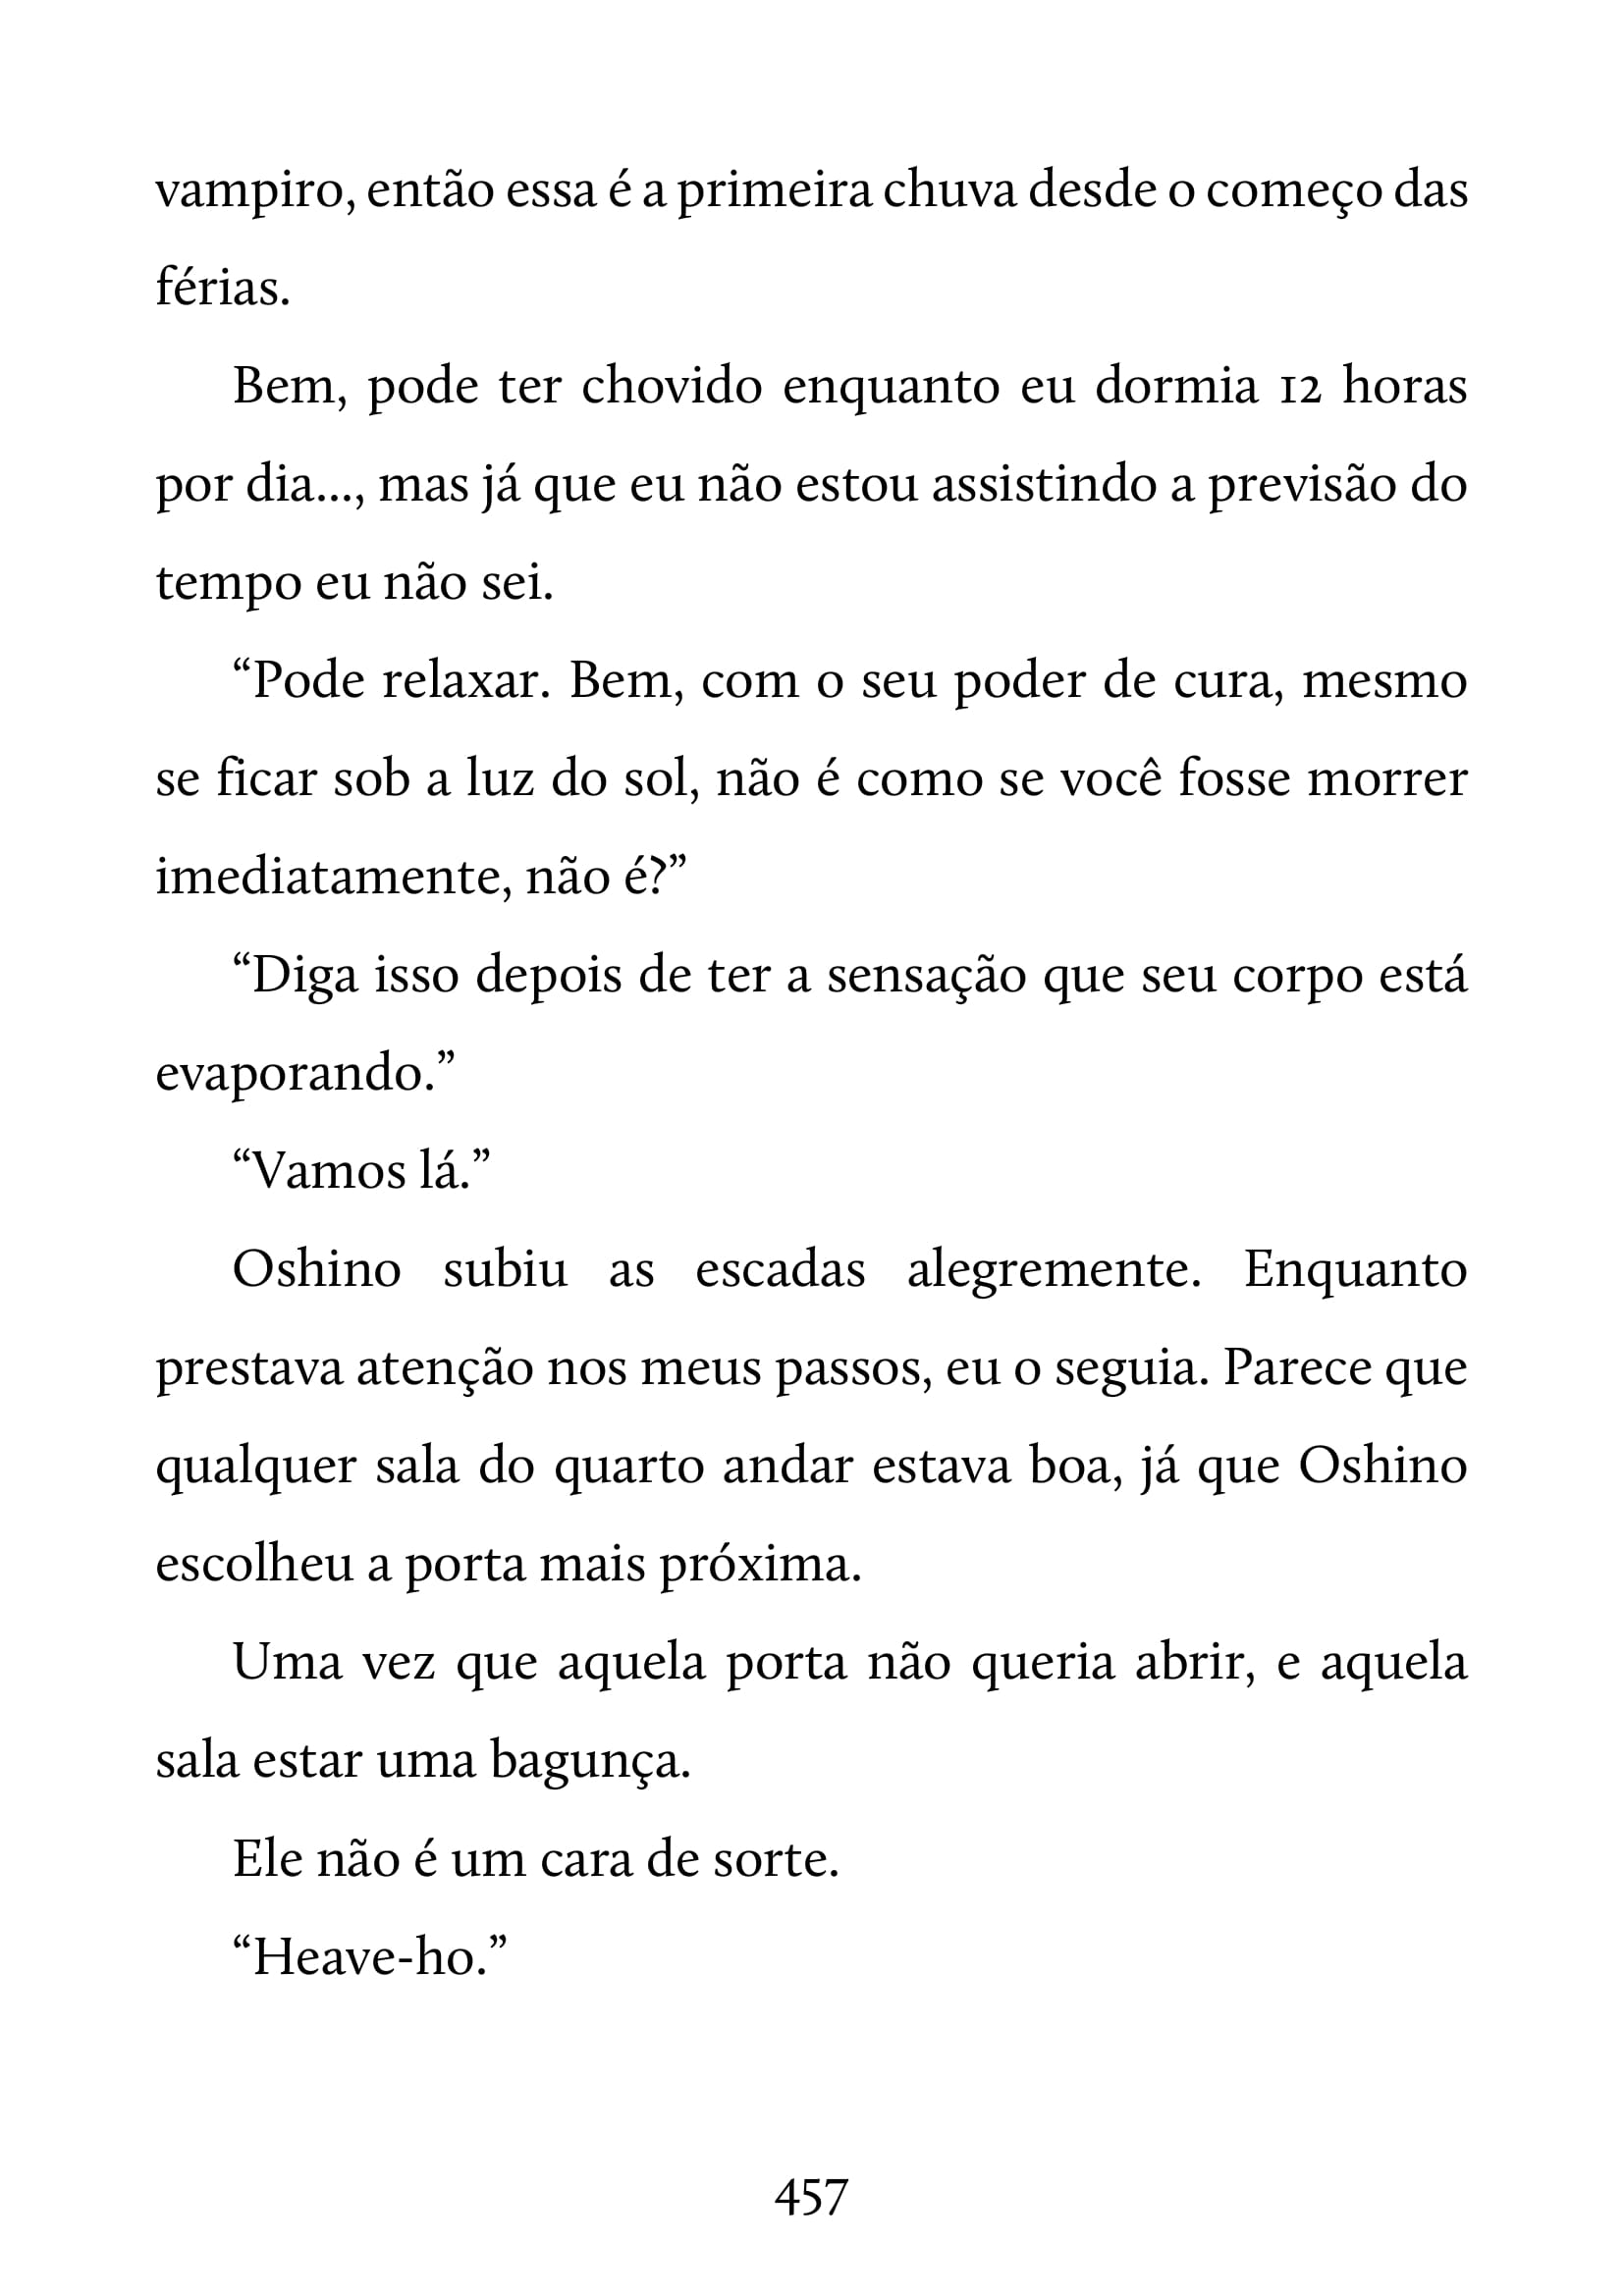 vampiro, então essa é a primeira chuva desde o começo das
férias.
Bem, pode ter chovido enquanto eu dormia 12 horas
por dia..., mas já que eu não estou assistindo a previsão do
tempo eu não sei.
“Pode relaxar. Bem, com o seu poder de cura, mesmo
se ficar sob a luz do sol, não é como se você fosse morrer
imediatamente, não é?”
“Diga isso depois de ter a sensação que seu corpo está
evaporando.”
“Vamos lá.”
Oshino subiu as escadas alegremente. Enquanto
prestava atenção nos meus passos, eu o seguia. Parece que
qualquer sala do quarto andar estava boa, já que Oshino
escolheu a porta mais próxima.
Uma vez que aquela porta não queria abrir, e aquela
sala estar uma bagunça.
Ele não é um cara de sorte.
“Heave-ho.”
457